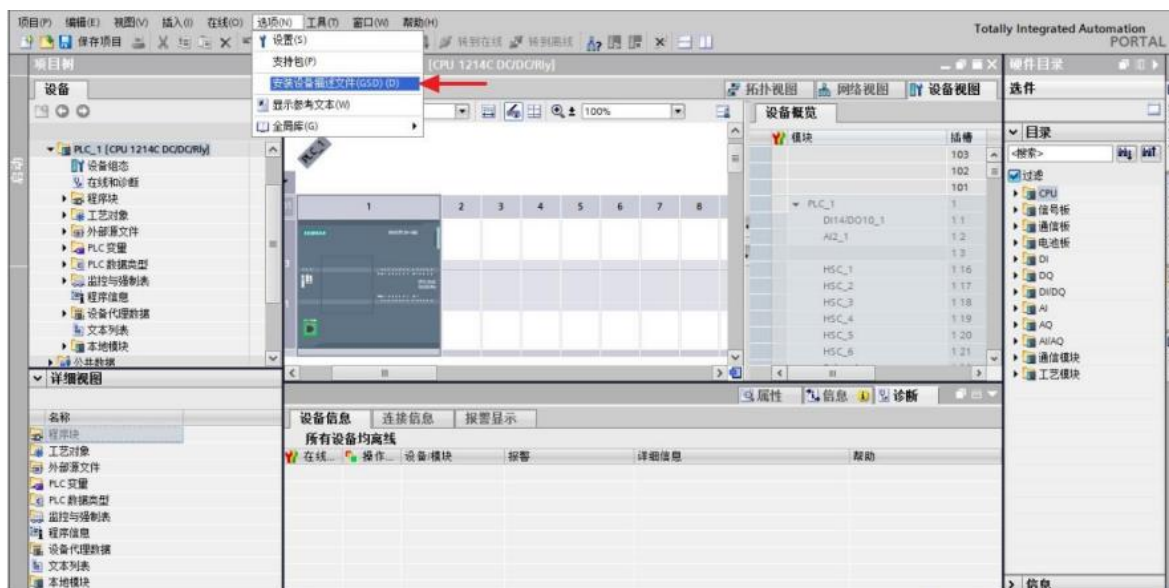 项目(P) 编辑(E) 视图(V) 插入(I) 在线(O) 选项(N) 工具(T) 窗口(W) 帮助(H)
Totally Integrated Automation
PORTAL
保存项目
转到在线 转到离线
设置(S)
支持包(P)
安装设备描述文件(GSD) (D)
显示参考文本(W)
全局库(G)
项目树
[CPU 1214C DC/DC/Rly]
硬件目录
设备
拓扑视图 网络视图 设备视图
选件
100%
设备概览
PLC_1 [CPU 1214C DC/DC/Rly]
设备组态
在线和诊断
程序块
工艺对象
外部源文件
PLC 变量
PLC 数据类型
监控与强制表
程序信息
设备代理数据
文本列表
本地模块
公共数据
PLC_1
1 2 3 4 5 6 7 8
SIEMENS
模块 插槽
103
102
101
PLC_1 1
DI14/DO10_1 1 1
AI2_1 1 2
1 3
HSC_1 1 16
HSC_2 1 17
HSC_3 1 18
HSC_4 1 19
HSC_5 1 20
HSC_6 1 21
目录
<搜索>
过滤
CPU
信号板
通信板
电池板
DI
DQ
DI/DQ
AI
AQ
AI/AQ
通信模块
工艺模块
详细视图
名称
程序块
工艺对象
外部源文件
PLC 变量
PLC 数据类型
监控与强制表
程序信息
设备代理数据
文本列表
本地模块
属性 信息 诊断
设备信息 连接信息 报警显示
所有设备均离线
在线... 操作... 设备/模块 报警 详细信息 帮助
信息